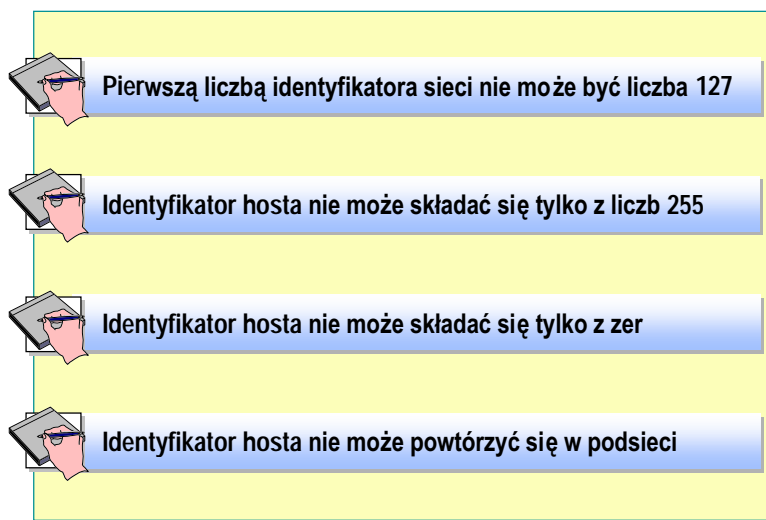 Pierwszą liczbą identyfikatora sieci nie może być liczba 127
Identyfikator hosta nie może składać się tylko z liczb 255
Identyfikator hosta nie może składać się tylko z zer
Identyfikator hosta nie może powtórzyć się w podsieci